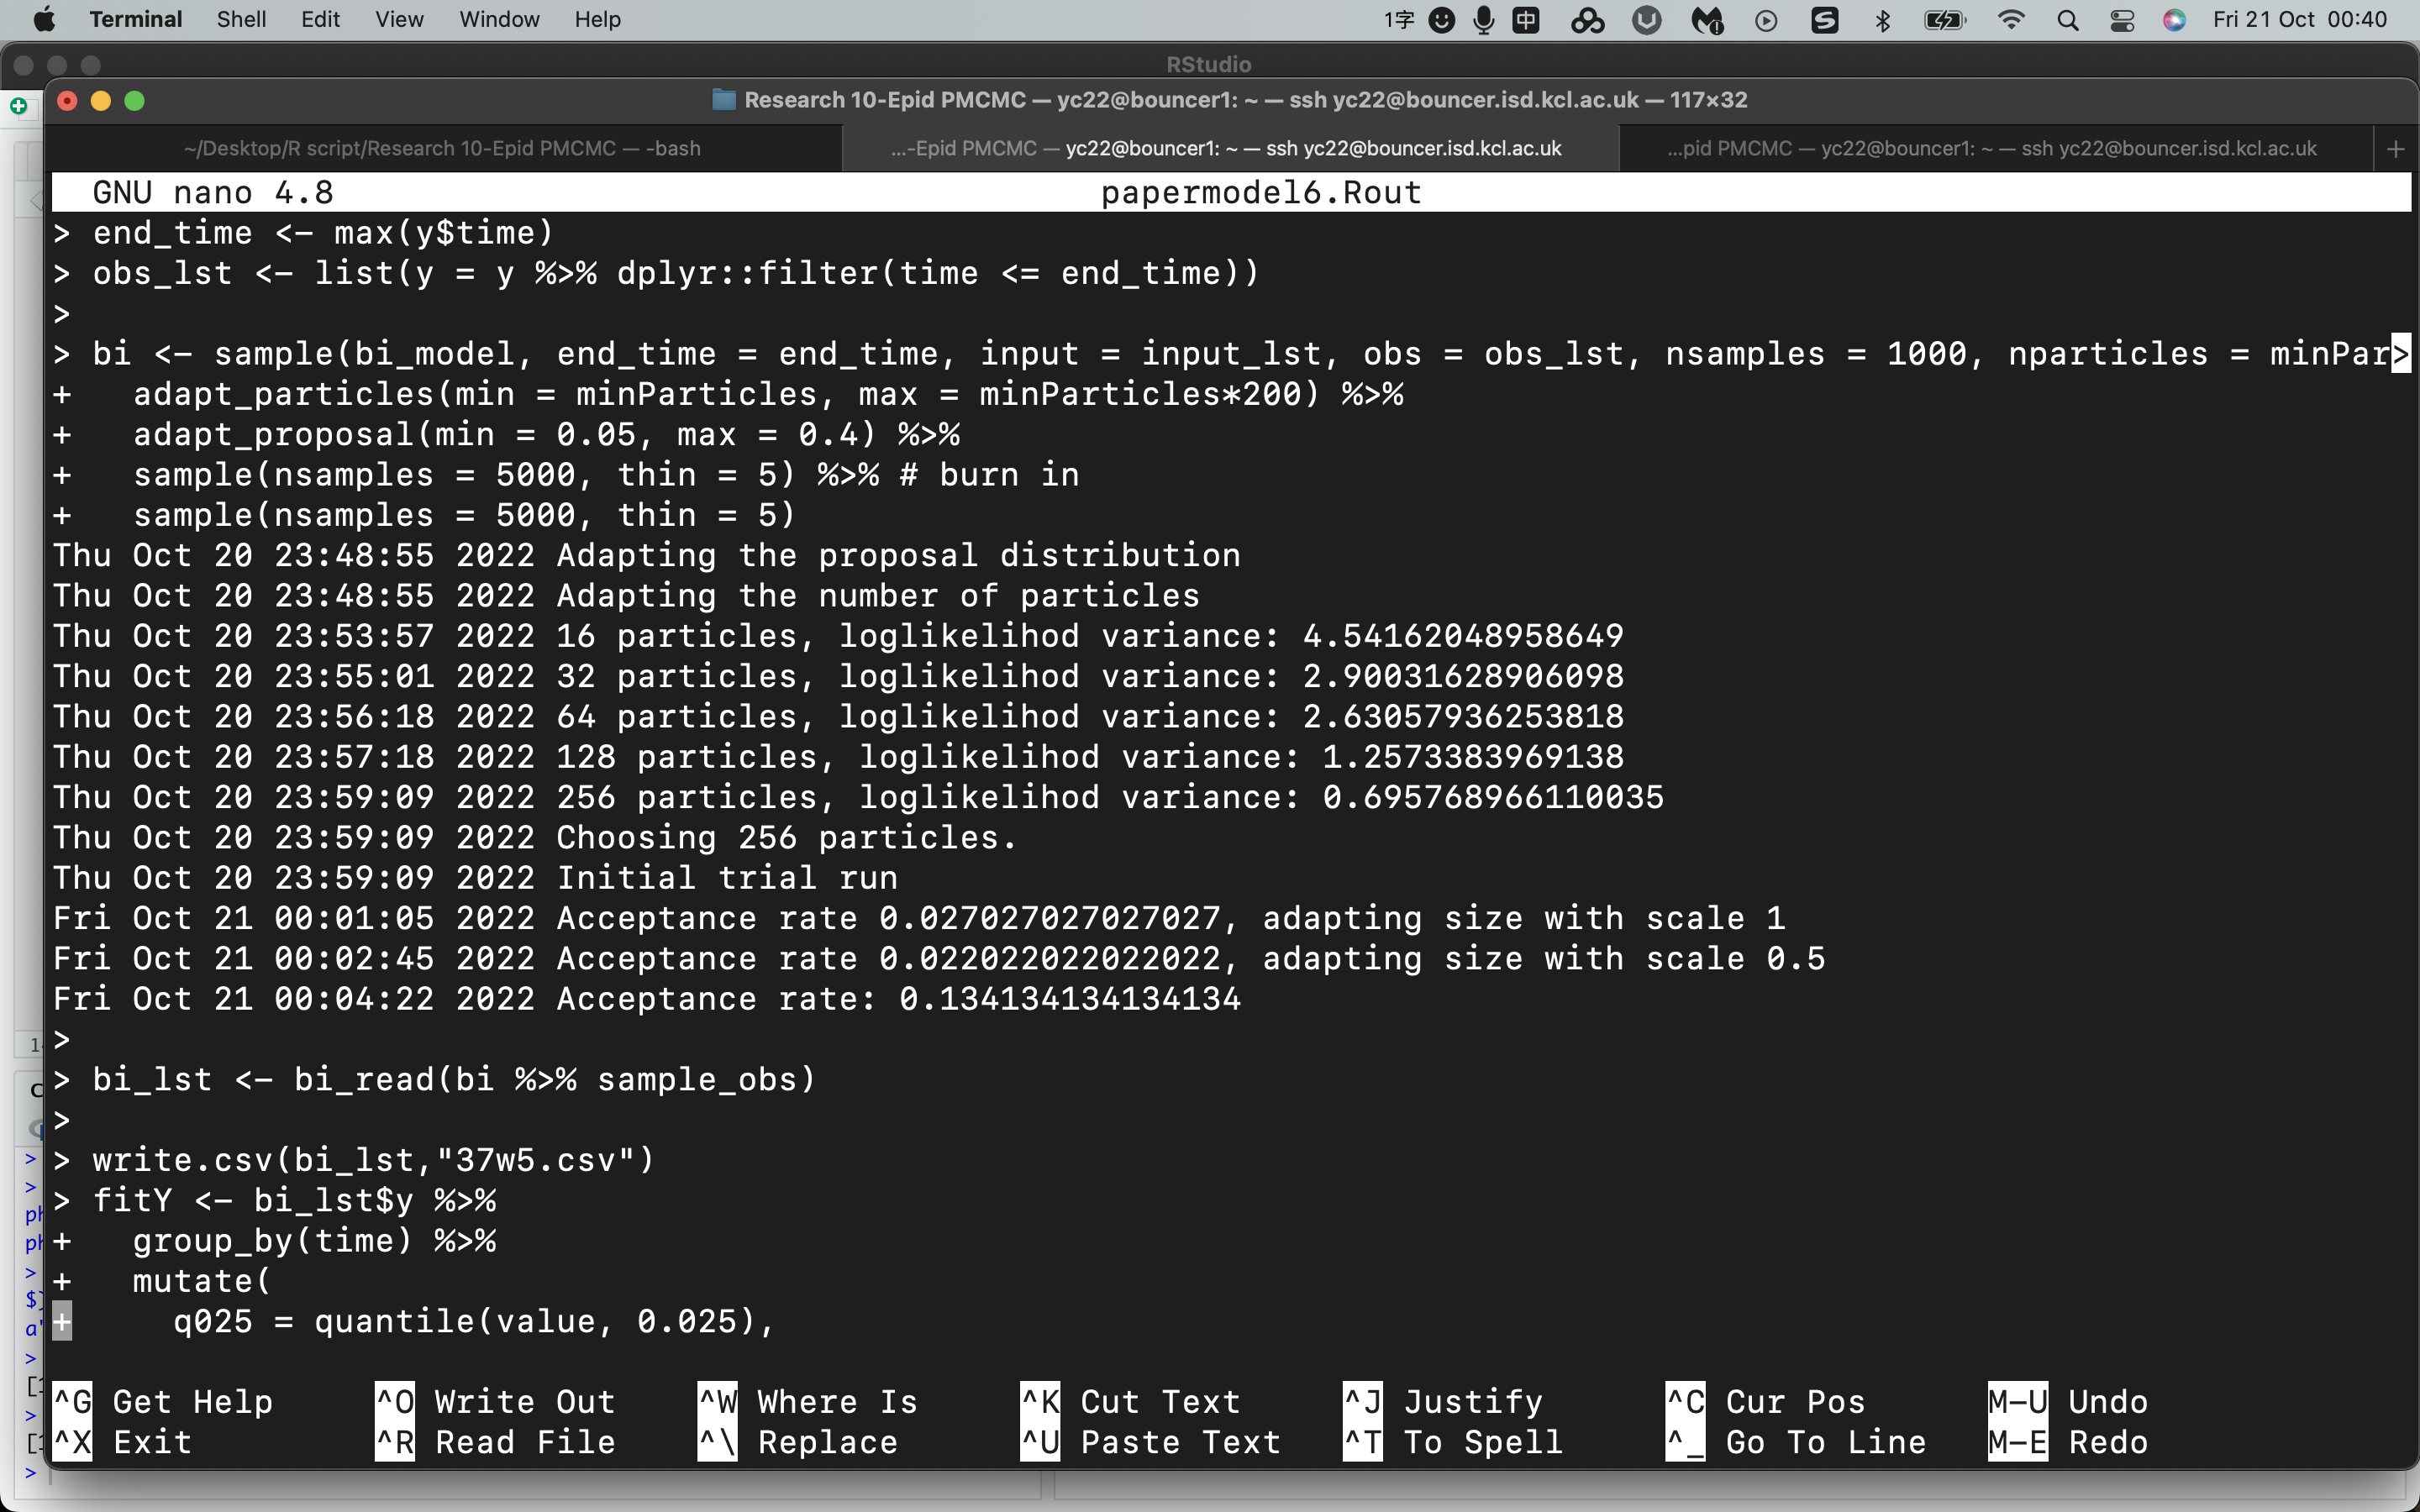 Terminal Shell Edit View Window Help 1字 中 Fri 21 Oct 00:40
RStudio
Research 10-Epid PMCMC — yc22@bouncer1: ~ — ssh yc22@bouncer.isd.kcl.ac.uk — 117×32
~/Desktop/R script/Research 10-Epid PMCMC — -bash ...-Epid PMCMC — yc22@bouncer1: ~ — ssh yc22@bouncer.isd.kcl.ac.uk ...pid PMCMC — yc22@bouncer1: ~ — ssh yc22@bouncer.isd.kcl.ac.uk +
GNU nano 4.8 papermodel6.Rout
> end_time <- max(y$time)
> obs_lst <- list(y = y %>% dplyr::filter(time <= end_time))
>
> bi <- sample(bi_model, end_time = end_time, input = input_lst, obs = obs_lst, nsamples = 1000, nparticles = minPar>
+   adapt_particles(min = minParticles, max = minParticles*200) %>%
+   adapt_proposal(min = 0.05, max = 0.4) %>%
+   sample(nsamples = 5000, thin = 5) %>% # burn in
+   sample(nsamples = 5000, thin = 5)
Thu Oct 20 23:48:55 2022 Adapting the proposal distribution
Thu Oct 20 23:48:55 2022 Adapting the number of particles
Thu Oct 20 23:53:57 2022 16 particles, loglikelihod variance: 4.54162048958649
Thu Oct 20 23:55:01 2022 32 particles, loglikelihod variance: 2.90031628906098
Thu Oct 20 23:56:18 2022 64 particles, loglikelihod variance: 2.63057936253818
Thu Oct 20 23:57:18 2022 128 particles, loglikelihod variance: 1.2573383969138
Thu Oct 20 23:59:09 2022 256 particles, loglikelihod variance: 0.695768966110035
Thu Oct 20 23:59:09 2022 Choosing 256 particles.
Thu Oct 20 23:59:09 2022 Initial trial run
Fri Oct 21 00:01:05 2022 Acceptance rate 0.027027027027027, adapting size with scale 1
Fri Oct 21 00:02:45 2022 Acceptance rate 0.022022022022022, adapting size with scale 0.5
Fri Oct 21 00:04:22 2022 Acceptance rate: 0.134134134134134
>
> bi_lst <- bi_read(bi %>% sample_obs)
>
> write.csv(bi_lst,"37w5.csv")
> fitY <- bi_lst$y %>%
+   group_by(time) %>%
+   mutate(
+     q025 = quantile(value, 0.025),
^G Get Help ^O Write Out ^W Where Is ^K Cut Text ^J Justify ^C Cur Pos M-U Undo
^X Exit ^R Read File ^\ Replace ^U Paste Text ^T To Spell ^_ Go To Line M-E Redo